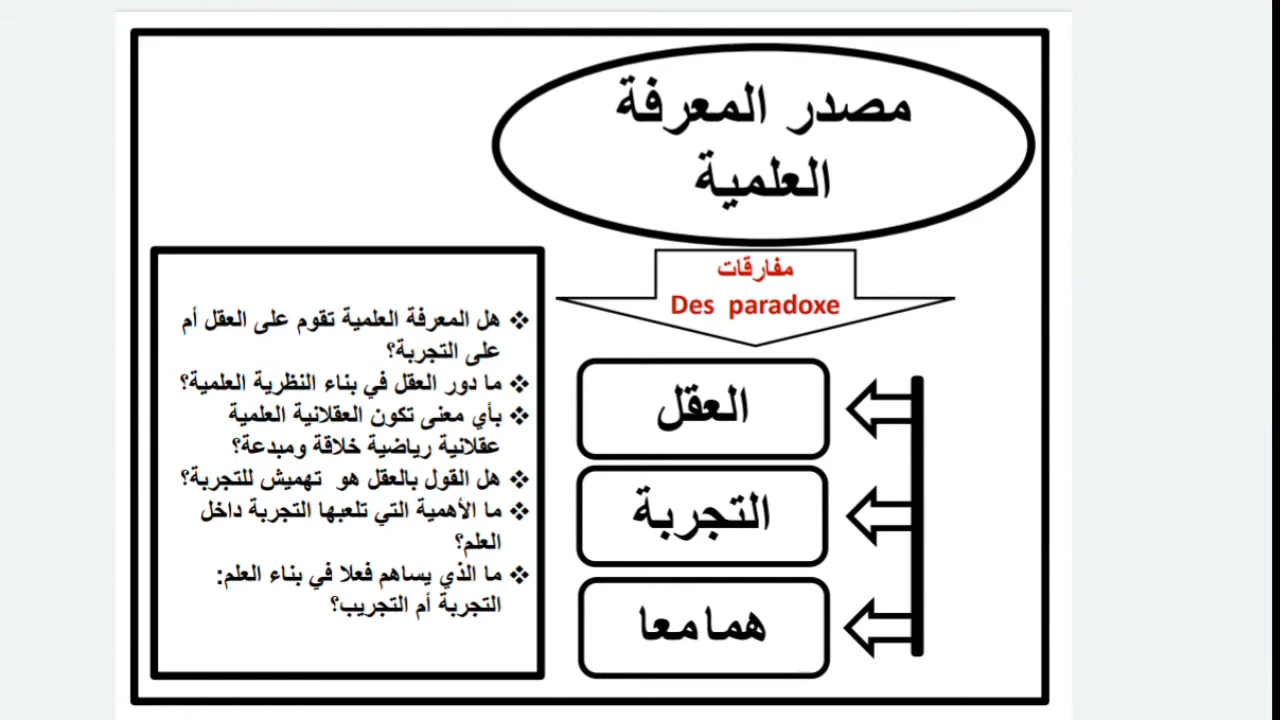 مصدر المعرفة
العلمية
مفارقات
Des paradoxe
العقل
التجربة
هما معا
❖ هل المعرفة العلمية تقوم على العقل أم
على التجربة؟
❖ ما دور العقل في بناء النظرية العلمية؟
❖ بأي معنى تكون العقلانية العلمية
عقلانية رياضية خلاقة ومبدعة؟
❖ هل القول بالعقل هو تهميش للتجربة؟
❖ ما الأهمية التي تلعبها التجربة داخل
العلم؟
❖ ما الذي يساهم فعلا في بناء العلم:
التجربة أم التجريب؟